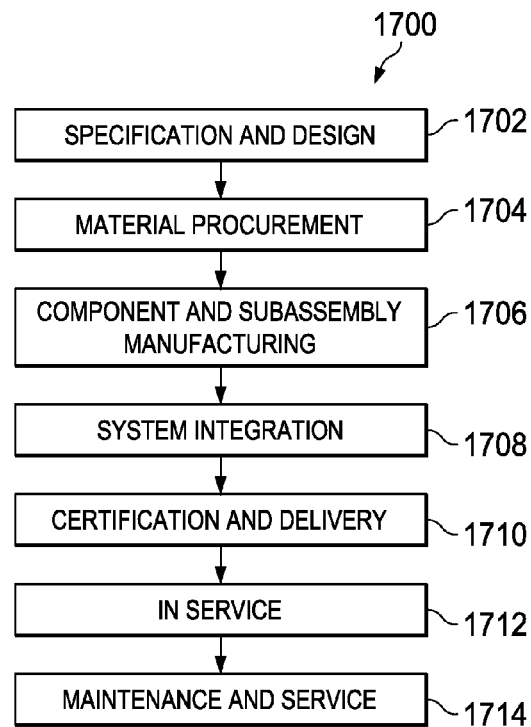 1700
SPECIFICATION AND DESIGN
1702
MATERIAL PROCUREMENT
1704
COMPONENT AND SUBASSEMBLY
MANUFACTURING
1706
SYSTEM INTEGRATION
1708
CERTIFICATION AND DELIVERY
1710
IN SERVICE
1712
MAINTENANCE AND SERVICE
1714